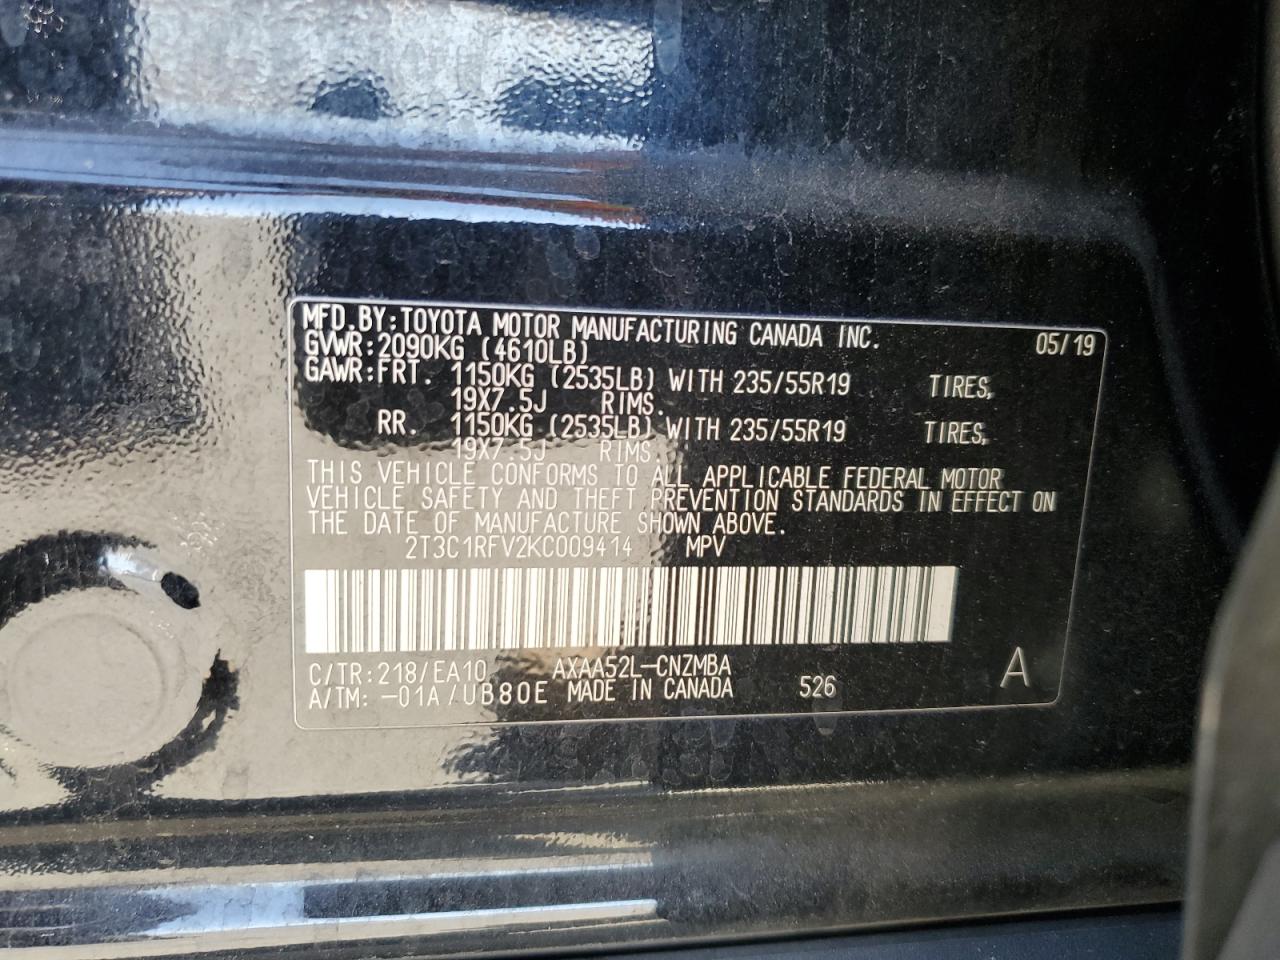 MFD.BY:TOYOTA MOTOR MANUFACTURING CANADA INC. 05/19
GVWR:2090KG (4610LB)
GAWR:FRT. 1150KG (2535LB) WITH 235/55R19 TIRES,
19X7.5J RIMS.
RR. 1150KG (2535LB) WITH 235/55R19 TIRES,
19X7.5J RIMS.
THIS VEHICLE CONFORMS TO ALL APPLICABLE FEDERAL MOTOR
VEHICLE SAFETY AND THEFT PREVENTION STANDARDS IN EFFECT ON
THE DATE OF MANUFACTURE SHOWN ABOVE.
2T3C1RFV2KC009414 MPV
C/TR:218/EA10 AXAA52L-CNZMBA
A/TM: -01A/UB80E MADE IN CANADA 526 A